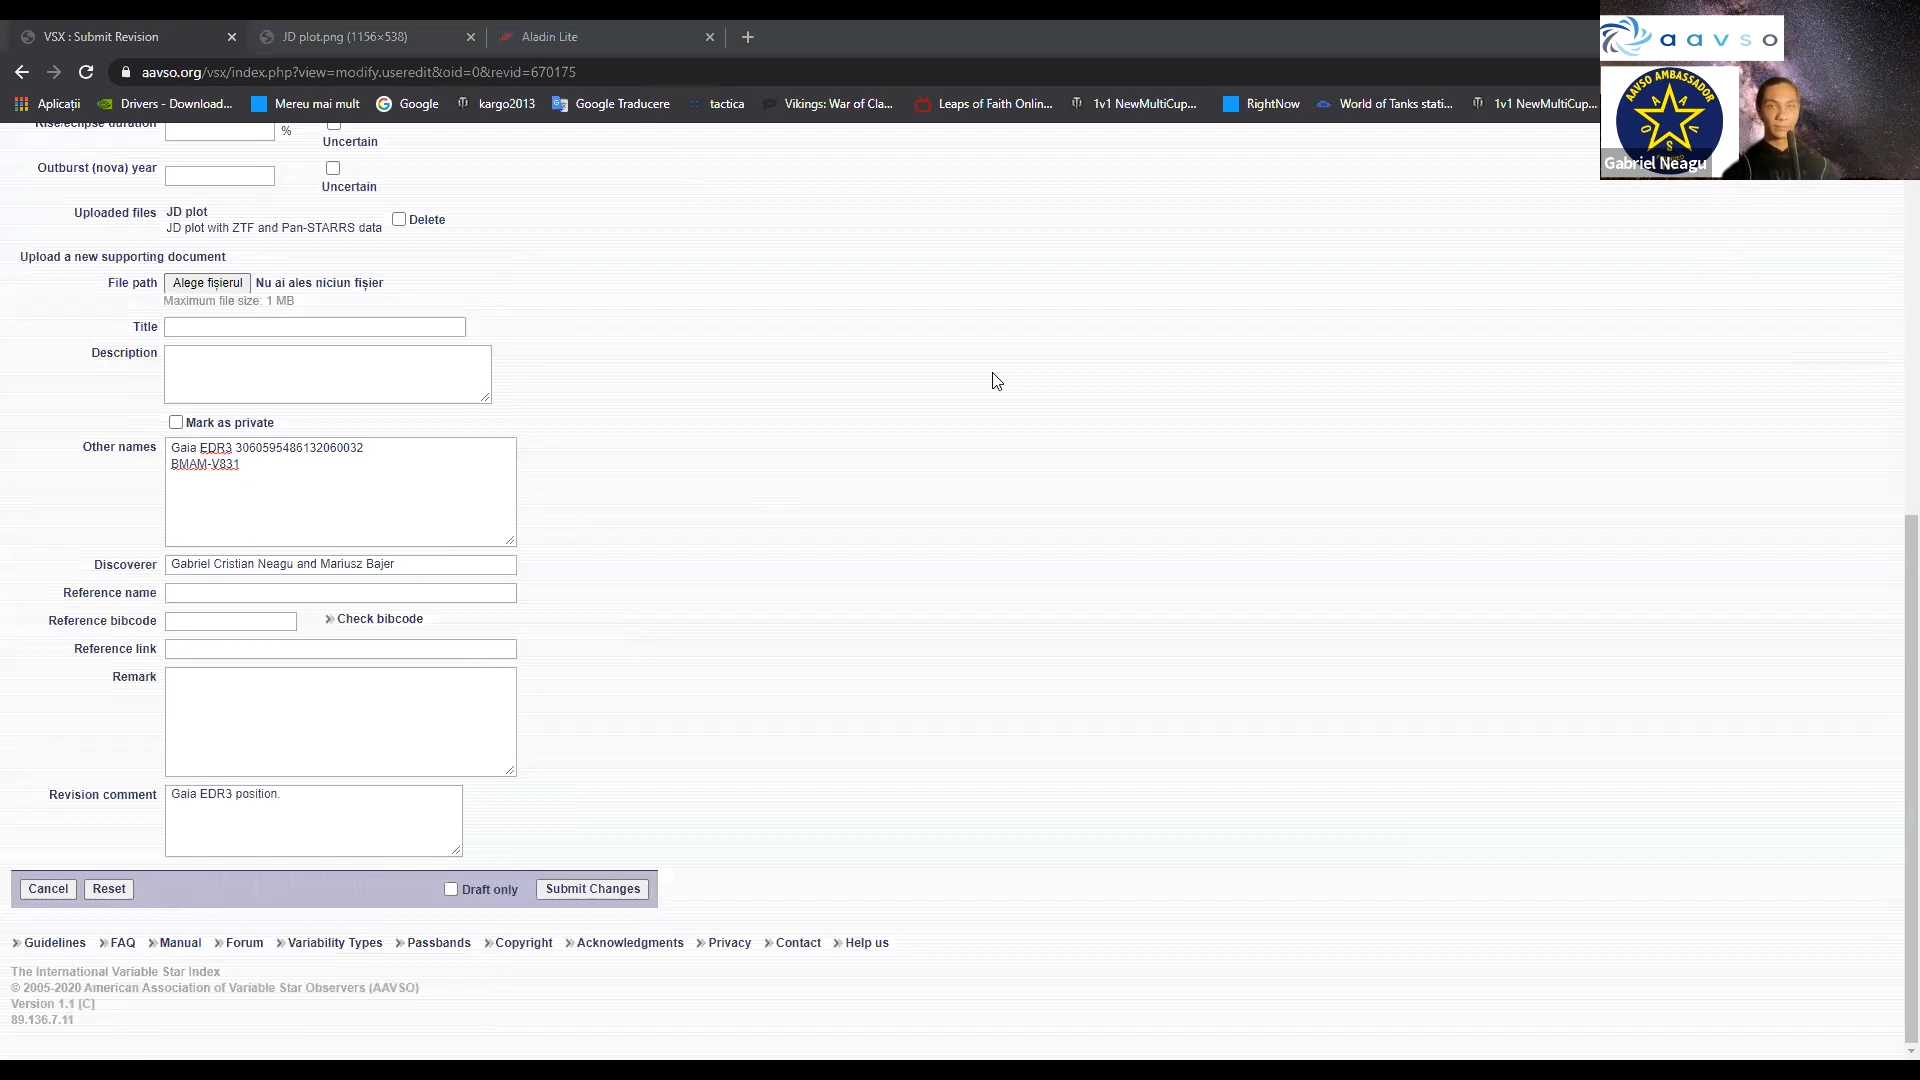 VSX : Submit Revision
JD plot.png (1156×538)
Aladin Lite
aavso.org/vsx/index.php?view=modify.useredit&oid=0&revid=670175
Aplicații
Drivers - Download...
Mereu mai mult
Google
kargo2013
Google Traducere
tactica
Vikings: War of Cla...
Leaps of Faith Onlin...
1v1 NewMultiCup...
RightNow
World of Tanks stati...
1v1 NewMultiCup...
aavso
AAVSO AMBASSADOR
A A V S O
Gabriel Neagu
Rise/eclipse duration
%
Uncertain
Outburst (nova) year
Uncertain
Uploaded files
JD plot
JD plot with ZTF and Pan-STARRS data
Delete
Upload a new supporting document
File path
Alege fișierul
Nu ai ales niciun fișier
Maximum file size: 1 MB
Title
Description
Mark as private
Other names
Gaia EDR3 3060595486132060032
BMAM-V831
Discoverer
Gabriel Cristian Neagu and Mariusz Bajer
Reference name
Reference bibcode
Check bibcode
Reference link
Remark
Revision comment
Gaia EDR3 position.
Cancel
Reset
Draft only
Submit Changes
Guidelines
FAQ
Manual
Forum
Variability Types
Passbands
Copyright
Acknowledgments
Privacy
Contact
Help us
The International Variable Star Index
© 2005-2020 American Association of Variable Star Observers (AAVSO)
Version 1.1 [C]
89.136.7.11